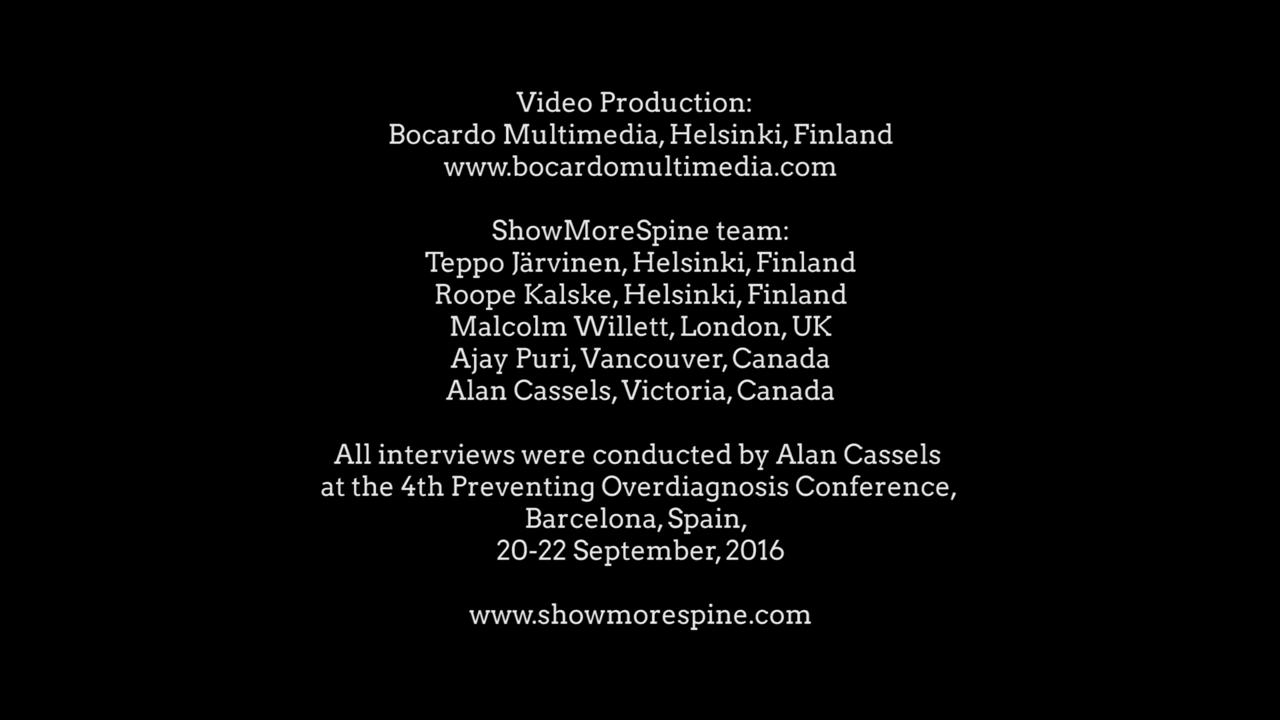 Video Production:
Bocardo Multimedia, Helsinki, Finland
www.bocardomultimedia.com
ShowMoreSpine team:
Teppo Järvinen, Helsinki, Finland
Roope Kalske, Helsinki, Finland
Malcolm Willett, London, UK
Ajay Puri, Vancouver, Canada
Alan Cassels, Victoria, Canada
All interviews were conducted by Alan Cassels
at the 4th Preventing Overdiagnosis Conference,
Barcelona, Spain,
20-22 September, 2016
www.showmorespine.com